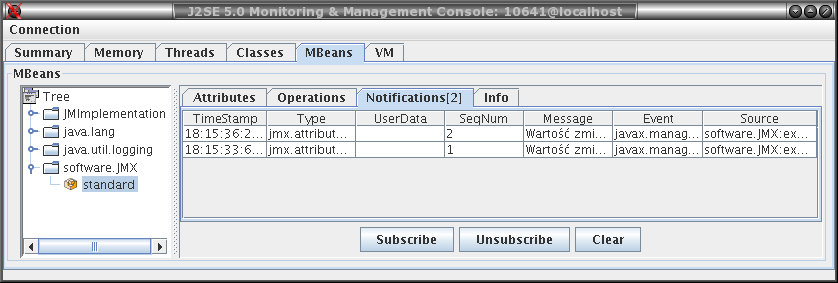 J2SE 5.0 Monitoring & Management Console: 10641@localhost
Connection
Summary Memory Threads Classes MBeans VM
MBeans
Tree
JMImplementation
java.lang
java.util.logging
software.JMX
standard
Attributes Operations Notifications[2] Info
TimeStamp Type UserData SeqNum Message Event Source
18:15:36:2... jmx.attribut... 2 Wartość zmi... javax.manag... software.JMX:ex...
18:15:33:6... jmx.attribut... 1 Wartość zmi... javax.manag... software.JMX:ex...
Subscribe Unsubscribe Clear